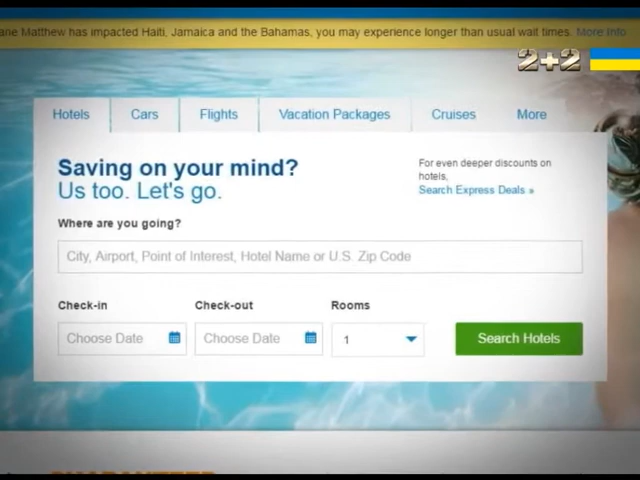 ane Matthew has impacted Haiti, Jamaica and the Bahamas, you may experience longer than usual wait times. More Info
2+2
Hotels
Cars
Flights
Vacation Packages
Cruises
More
Saving on your mind?
Us too. Let's go.
For even deeper discounts on
hotels,
Search Express Deals »
Where are you going?
City, Airport, Point of Interest, Hotel Name or U.S. Zip Code
Check-in
Check-out
Rooms
Choose Date
Choose Date
1
Search Hotels